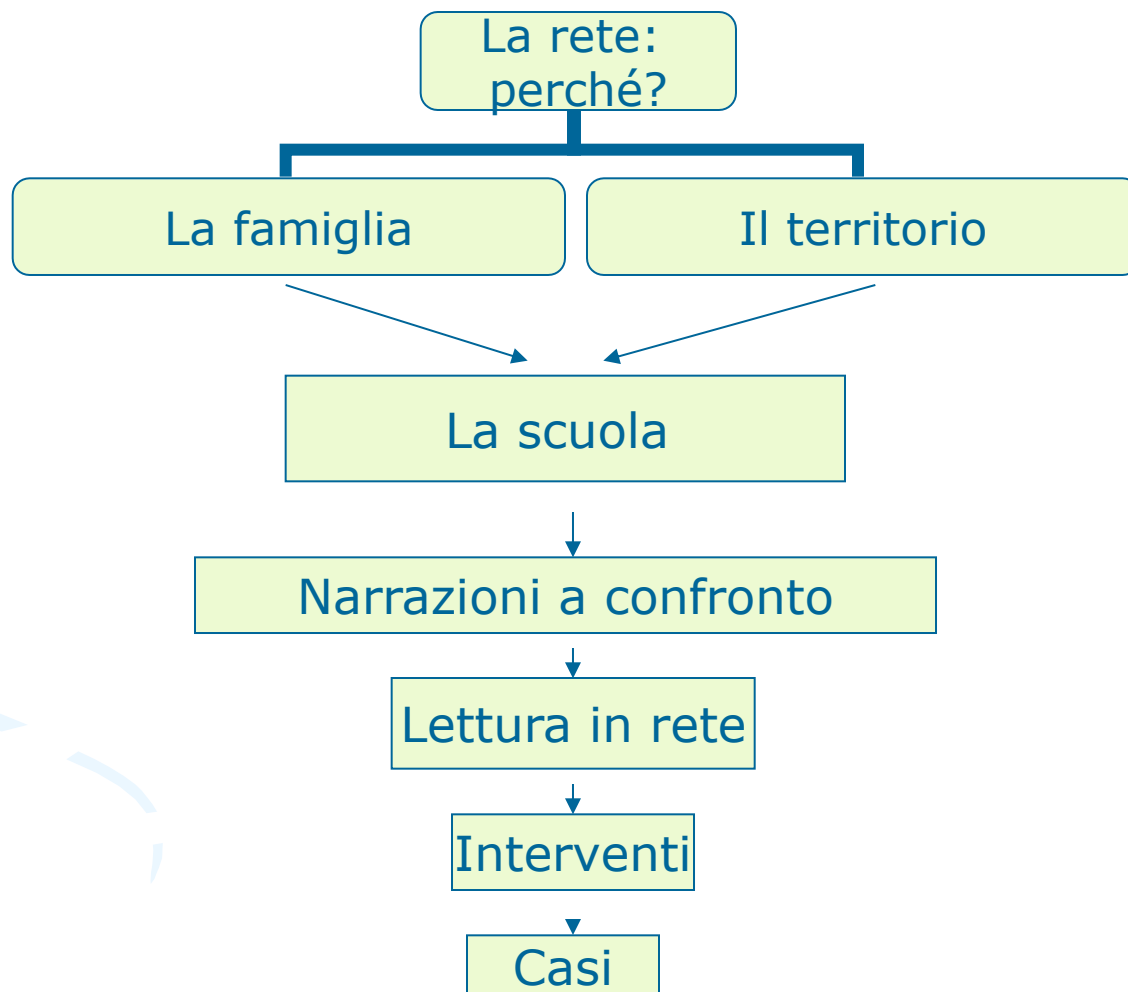 La rete:
perché?
La famiglia
Il territorio
La scuola
Narrazioni a confronto
Lettura in rete
Interventi
Casi